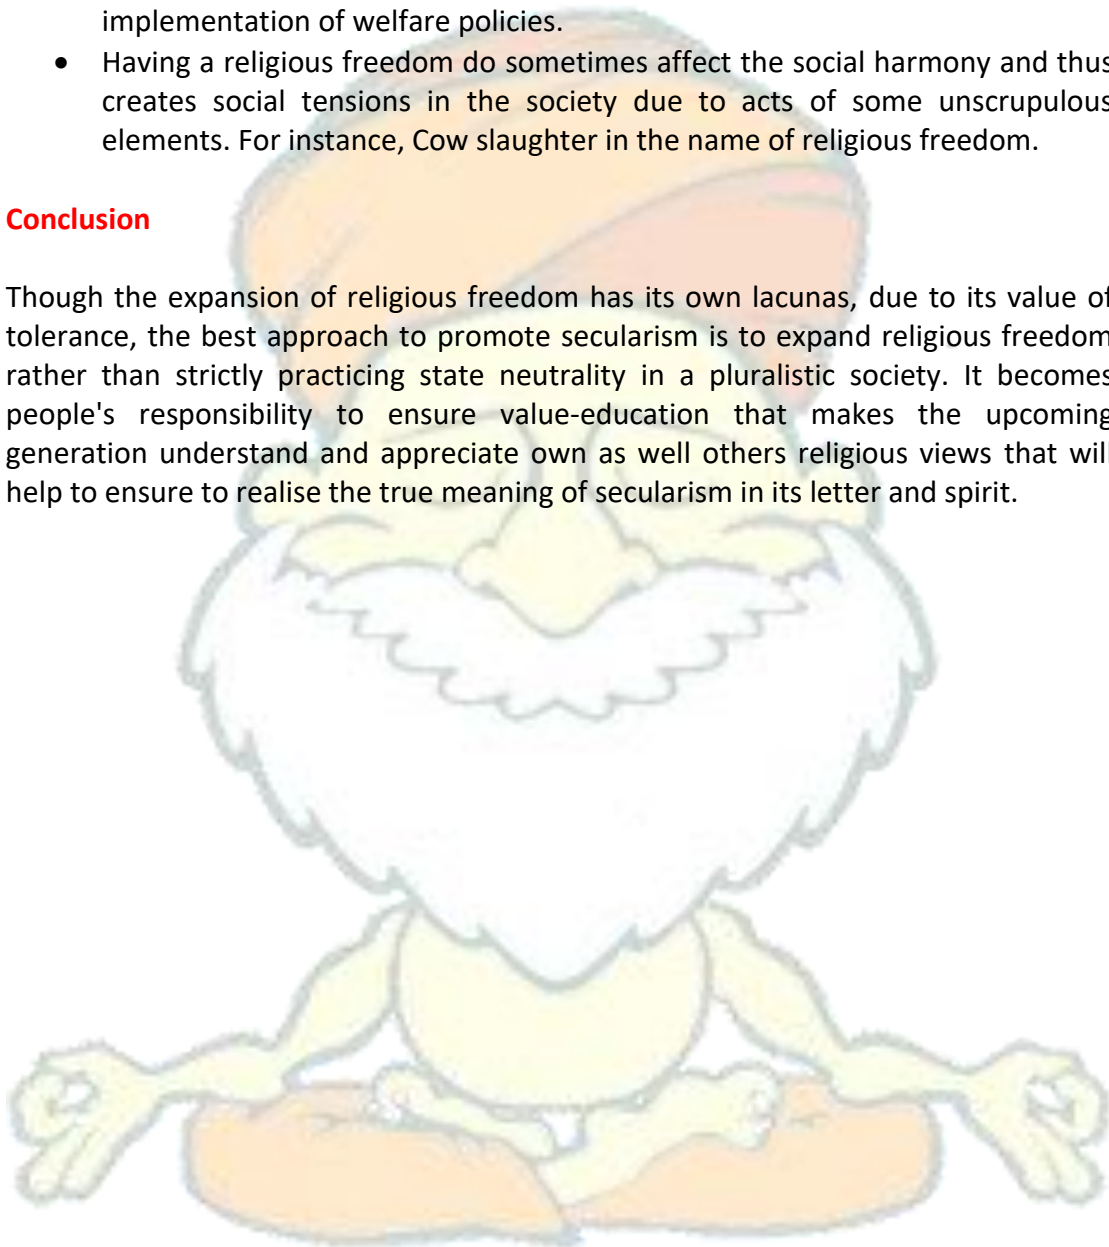 implementation of welfare policies.
• Having a religious freedom do sometimes affect the social harmony and thus
creates social tensions in the society due to acts of some unscrupulous
elements. For instance, Cow slaughter in the name of religious freedom.
Conclusion
Though the expansion of religious freedom has its own lacunas, due to its value of
tolerance, the best approach to promote secularism is to expand religious freedom
rather than strictly practicing state neutrality in a pluralistic society. It becomes
people's responsibility to ensure value-education that makes the upcoming
generation understand and appreciate own as well others religious views that will
help to ensure to realise the true meaning of secularism in its letter and spirit.